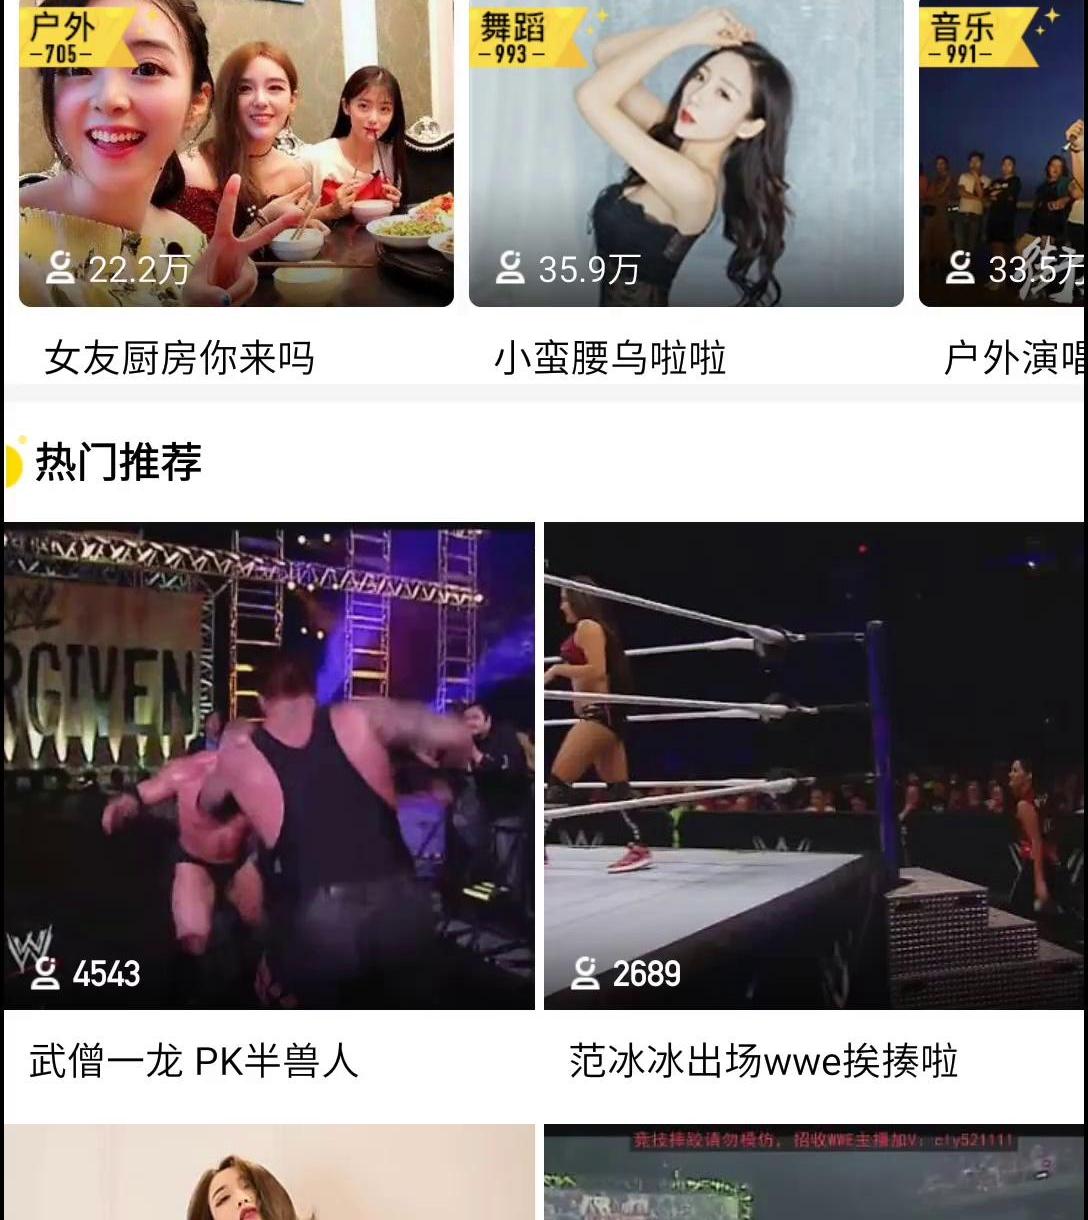 户外
-705-
舞蹈
-993-
音乐
-991-
22.2万
35.9万
33.5万
女友厨房你来吗
小蛮腰乌啦啦
户外演唱
热门推荐
RGIVEN
W
4543
2689
武僧一龙 PK半兽人
范冰冰出场wwe挨揍啦
竞技摔跤请勿模仿，招收WWE主播加V：cly521111